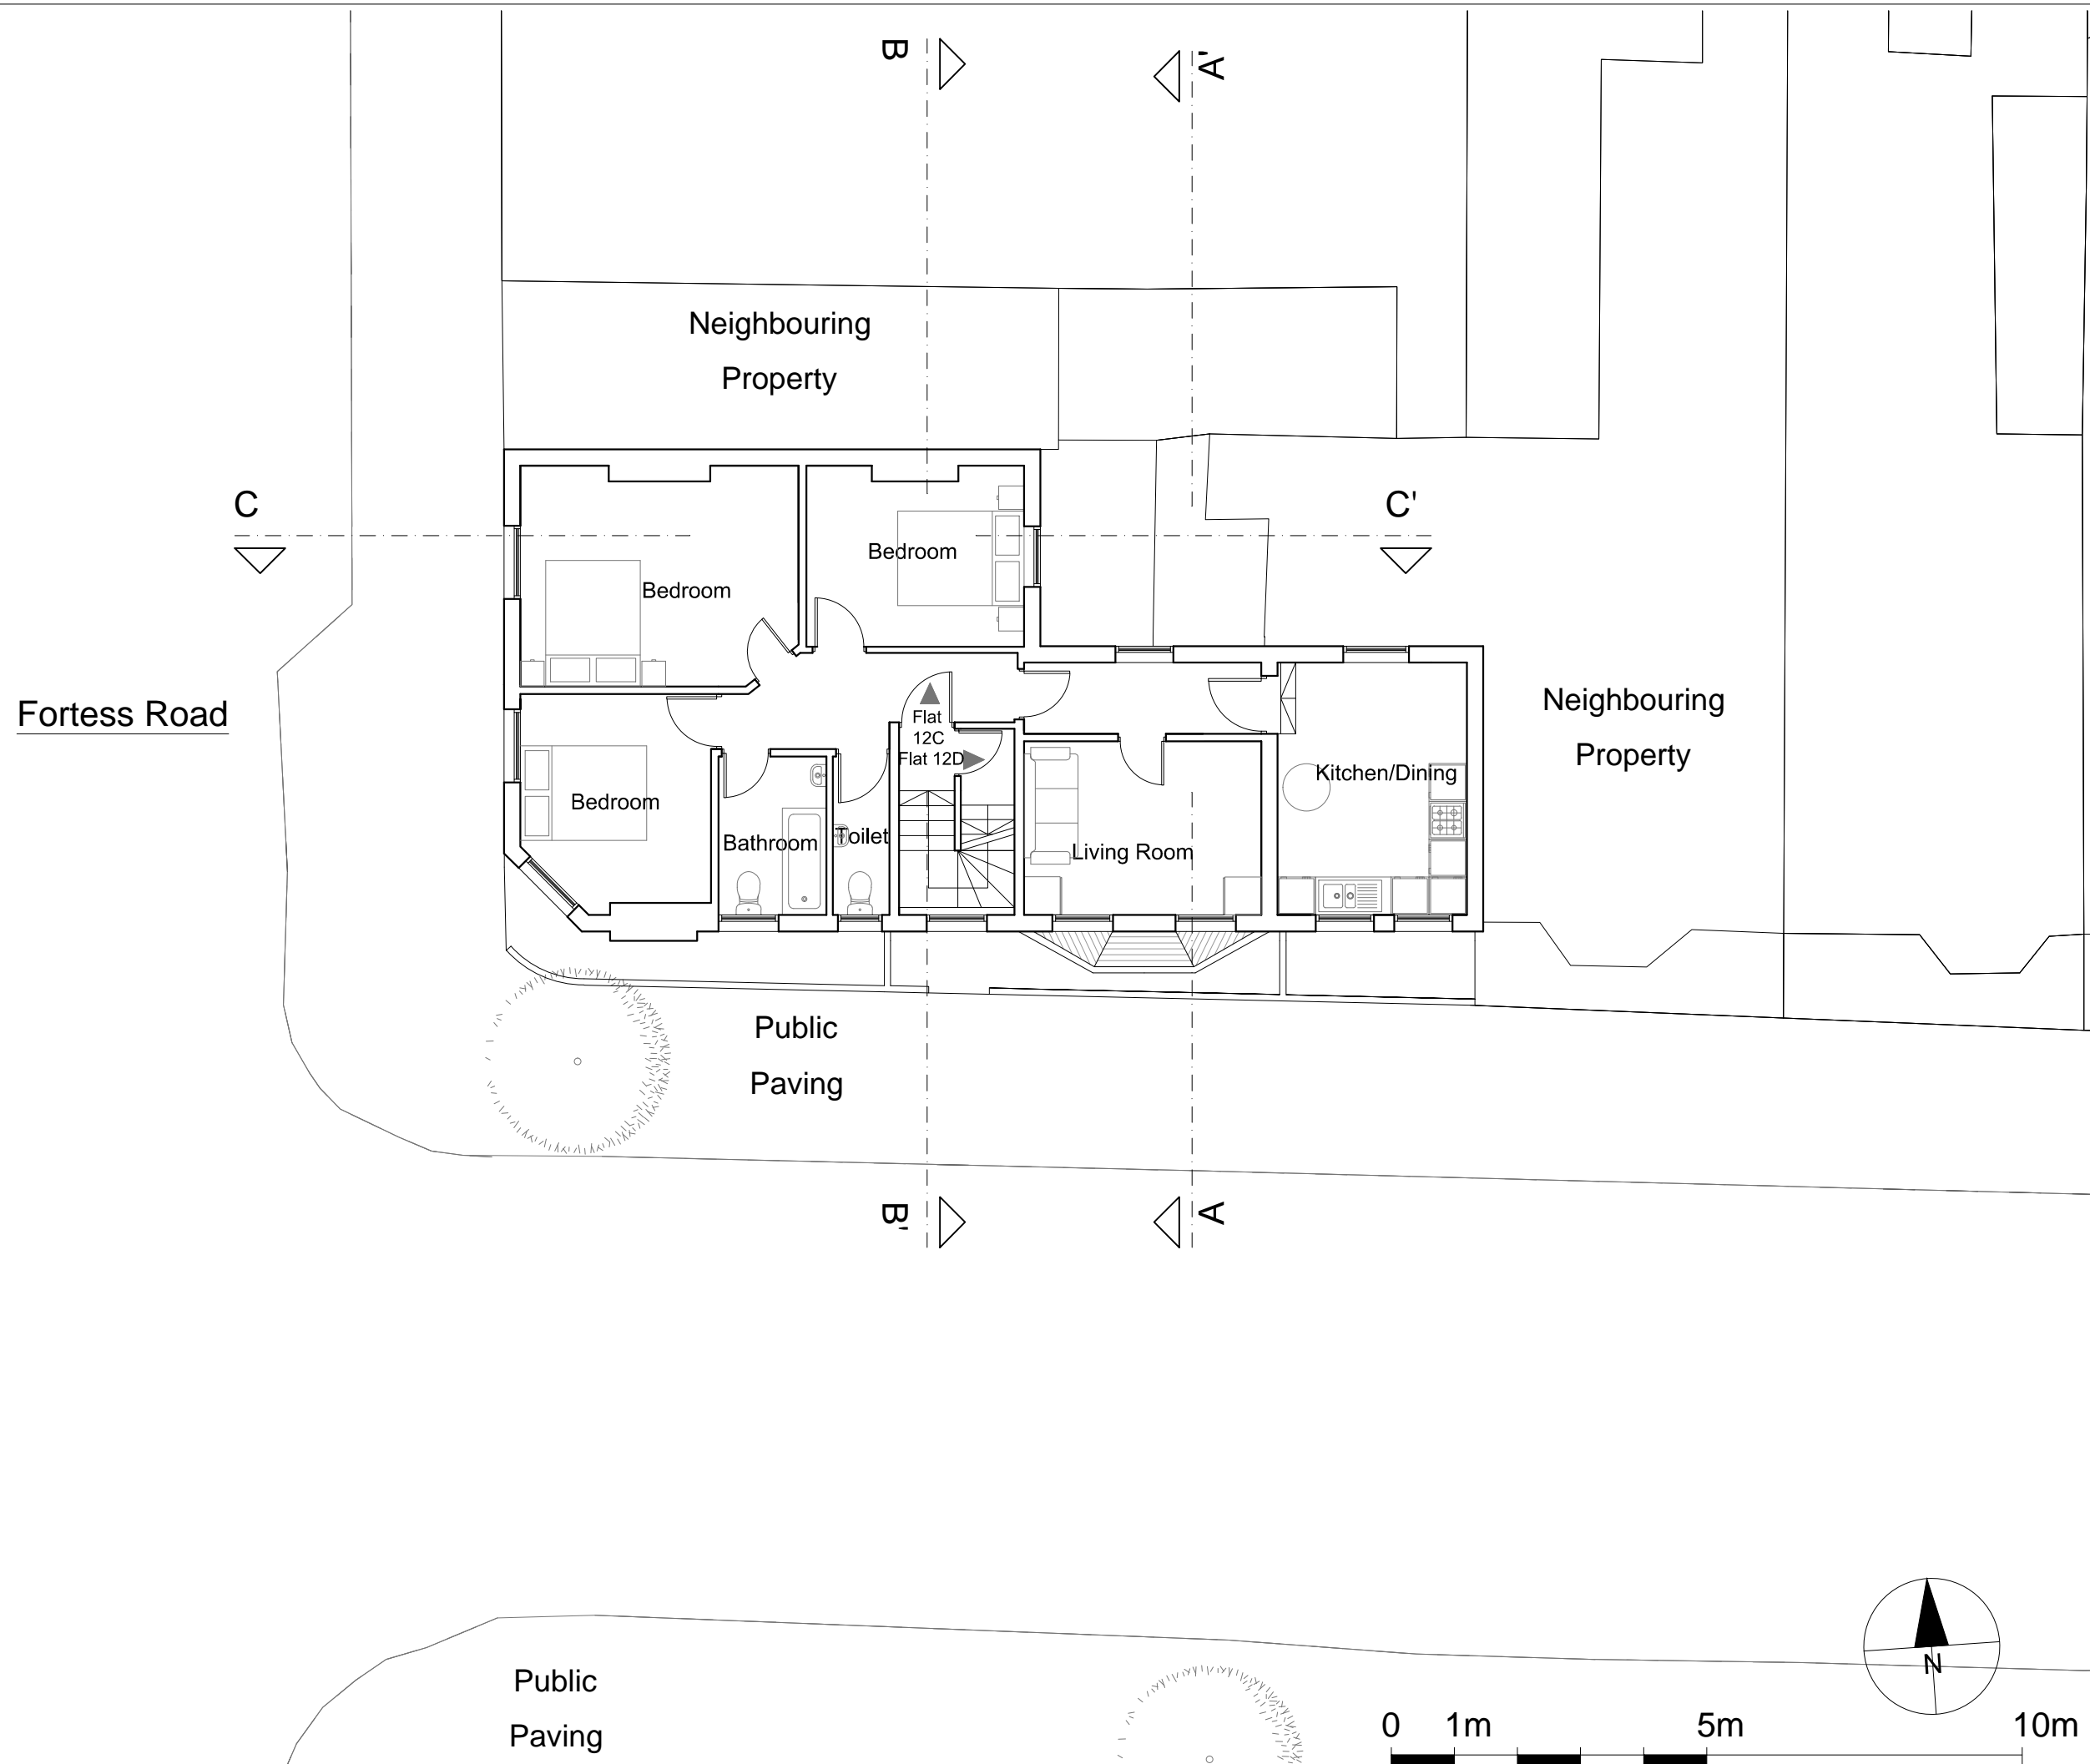 B
A'
Neighbouring
Property
C
C'
Bedroom
Bedroom
Fortess Road
Neighbouring
Property
Flat
12C
Flat 12D
Kitchen/Dining
Bedroom
Bathroom
Toilet
Living Room
Public
Paving
B'
A
N
Public
Paving
0 1m 5m 10m